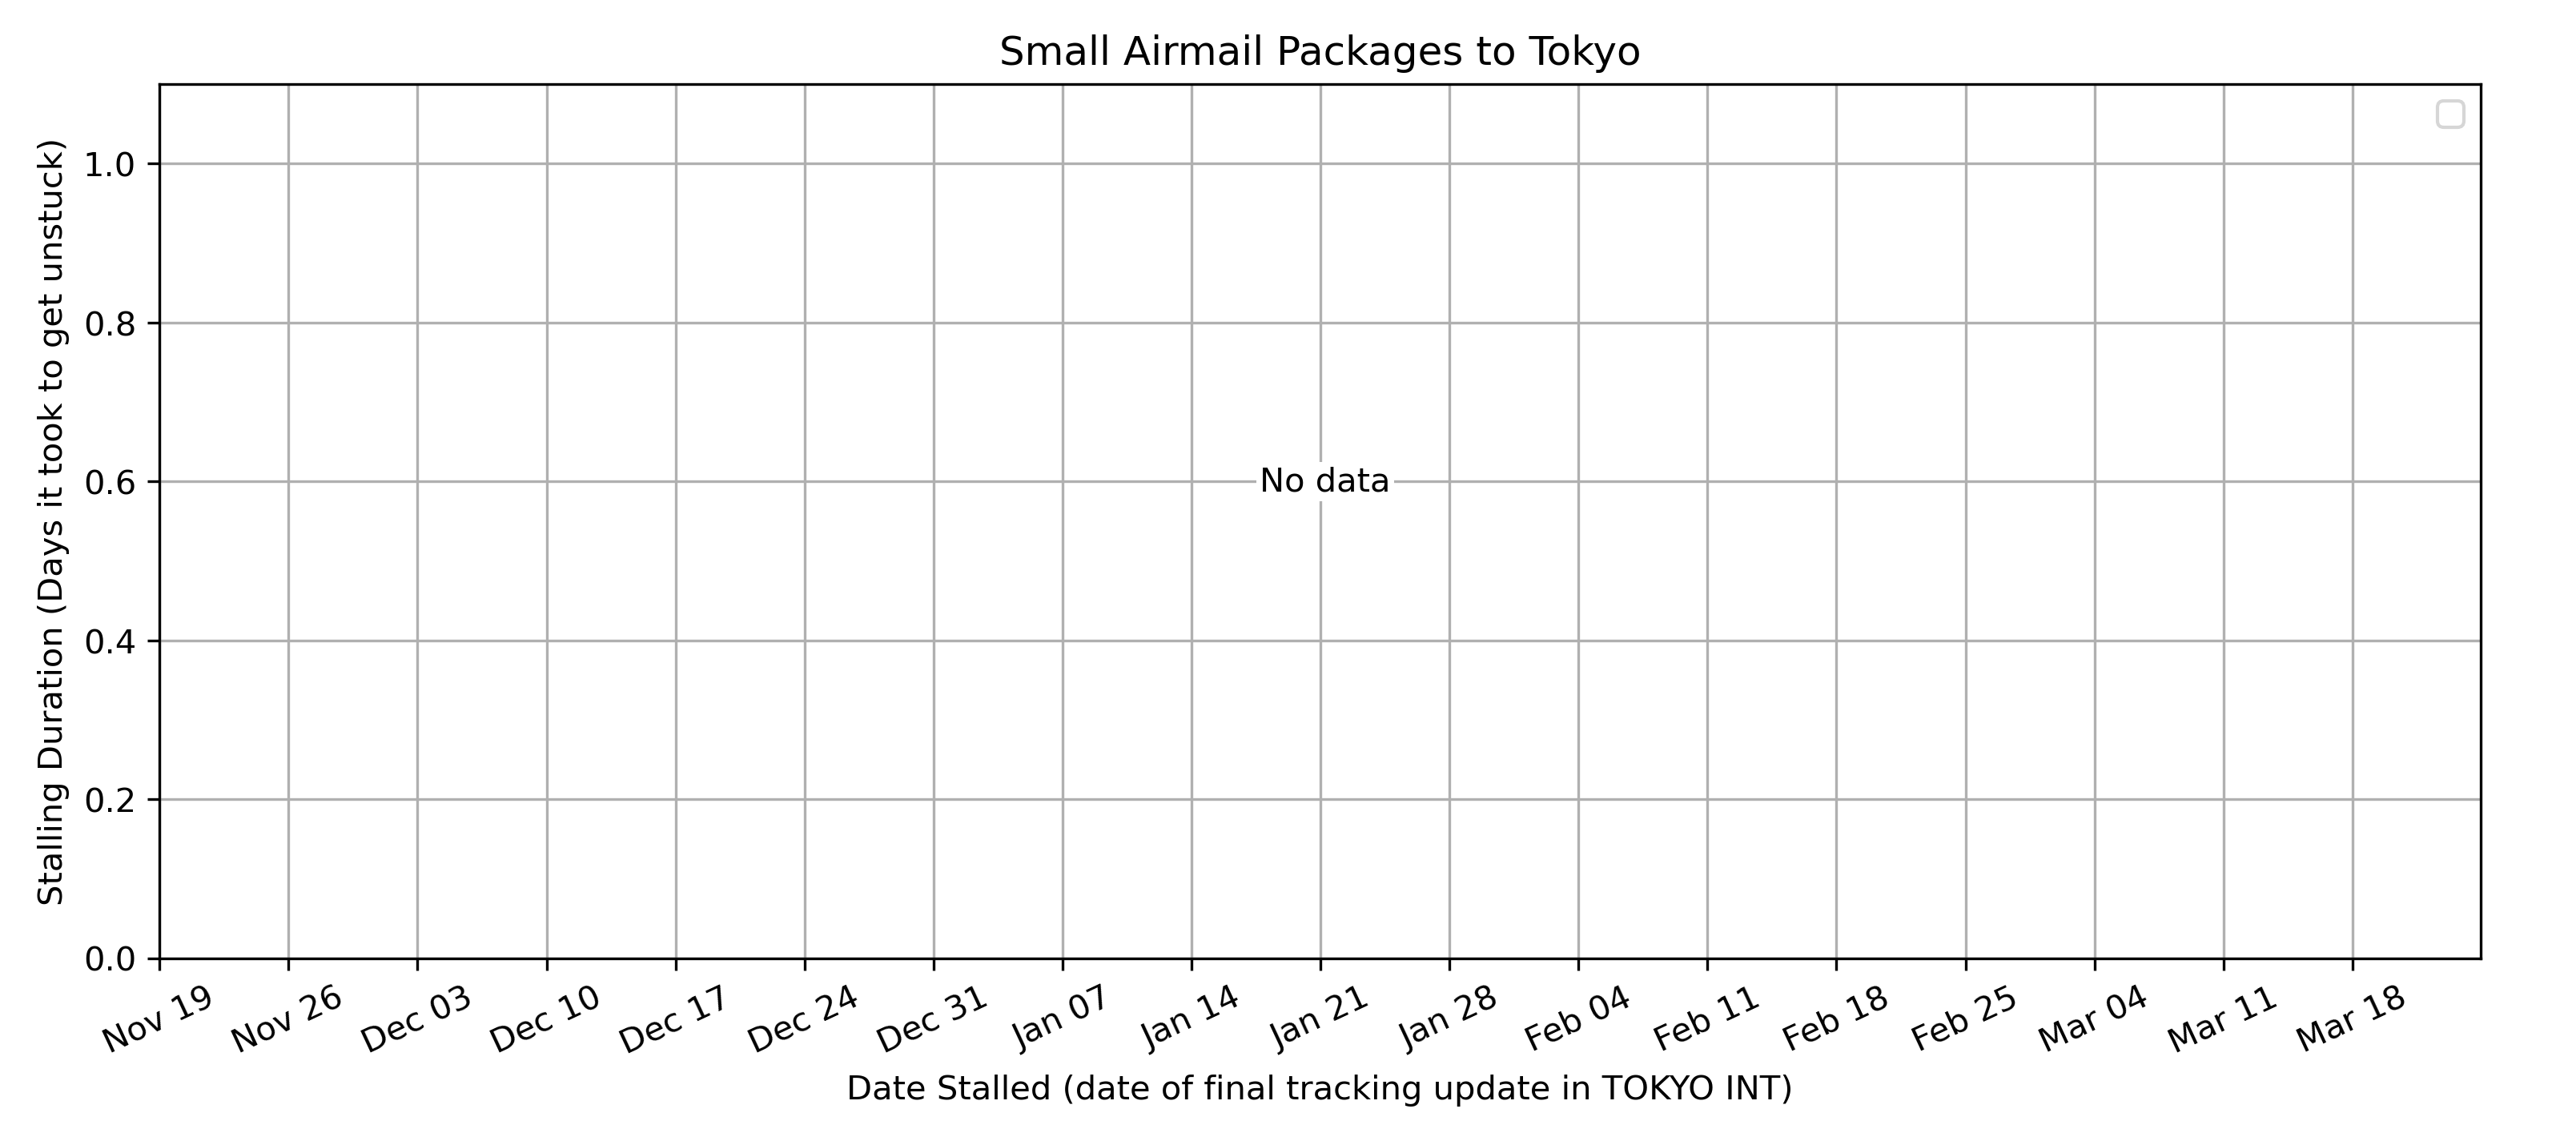 Small Airmail Packages to Tokyo
Stalling Duration (Days it took to get unstuck)
1.0
0.8
0.6
0.4
0.2
0.0
No data
Nov 19
Nov 26
Dec 03
Dec 10
Dec 17
Dec 24
Dec 31
Jan 07
Jan 14
Jan 21
Jan 28
Feb 04
Feb 11
Feb 18
Feb 25
Mar 04
Mar 11
Mar 18
Date Stalled (date of final tracking update in TOKYO INT)